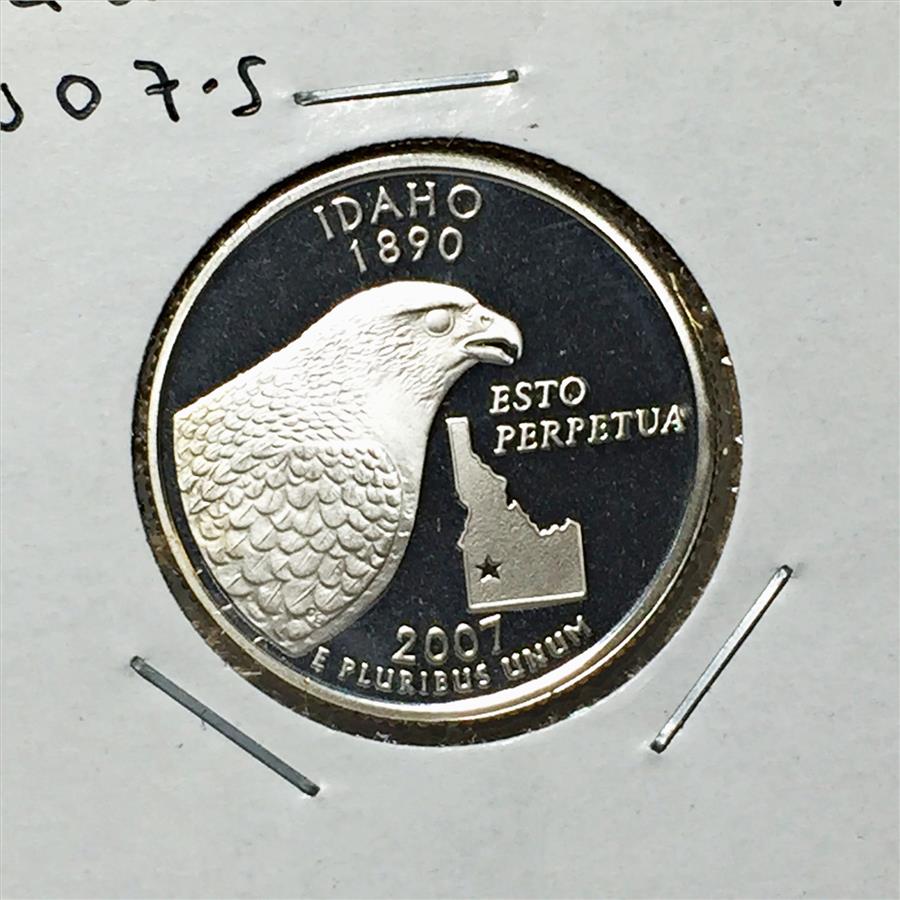 07·S
IDAHO
1890
ESTO
PERPETUA
2007
E PLURIBUS UNUM